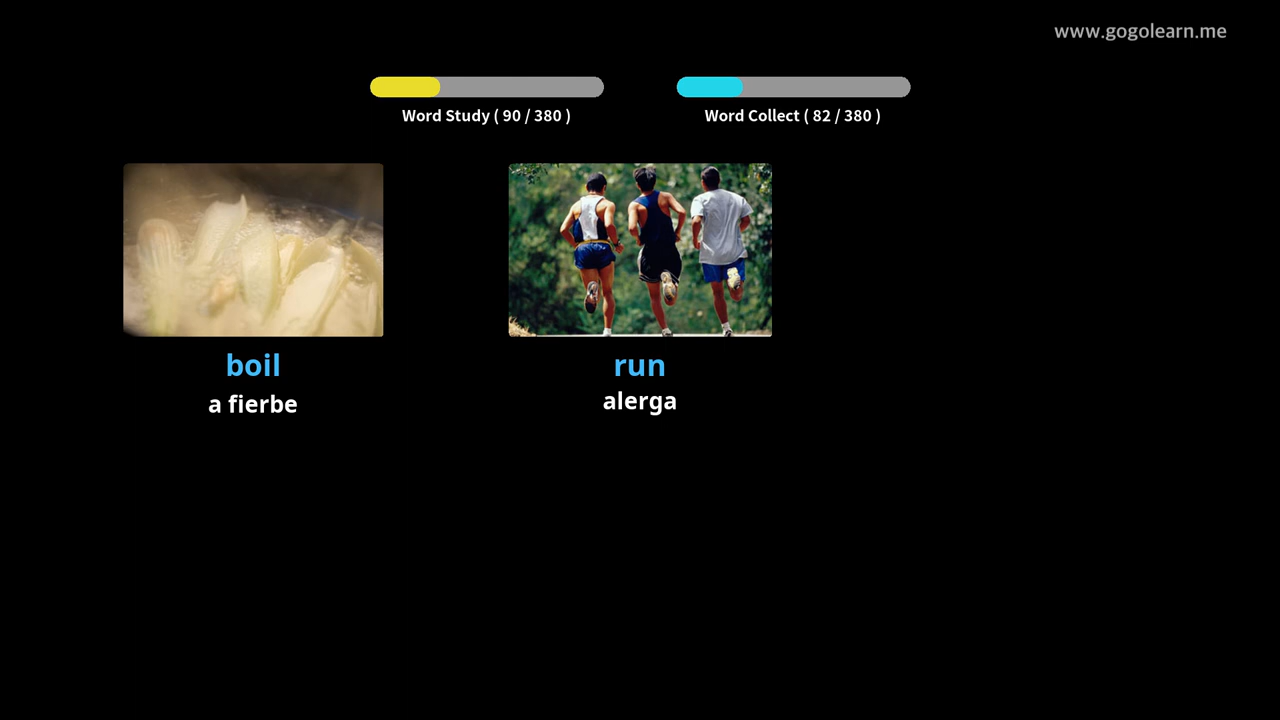 www.gogolearn.me
Word Study ( 90 / 380 )
Word Collect ( 82 / 380 )
boil
a fierbe
run
alerga